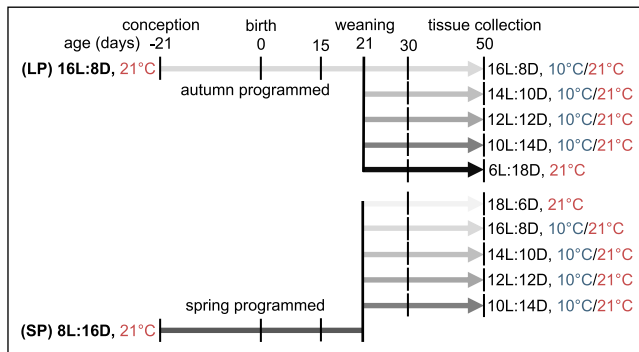 conception birth weaning tissue collection
age (days) -21 0 15 21 30 50
(LP) 16L:8D, 21°C 16L:8D, 10°C/21°C
autumn programmed 14L:10D, 10°C/21°C
12L:12D, 10°C/21°C
10L:14D, 10°C/21°C
6L:18D, 21°C
18L:6D, 21°C
16L:8D, 10°C/21°C
14L:10D, 10°C/21°C
12L:12D, 10°C/21°C
spring programmed 10L:14D, 10°C/21°C
(SP) 8L:16D, 21°C